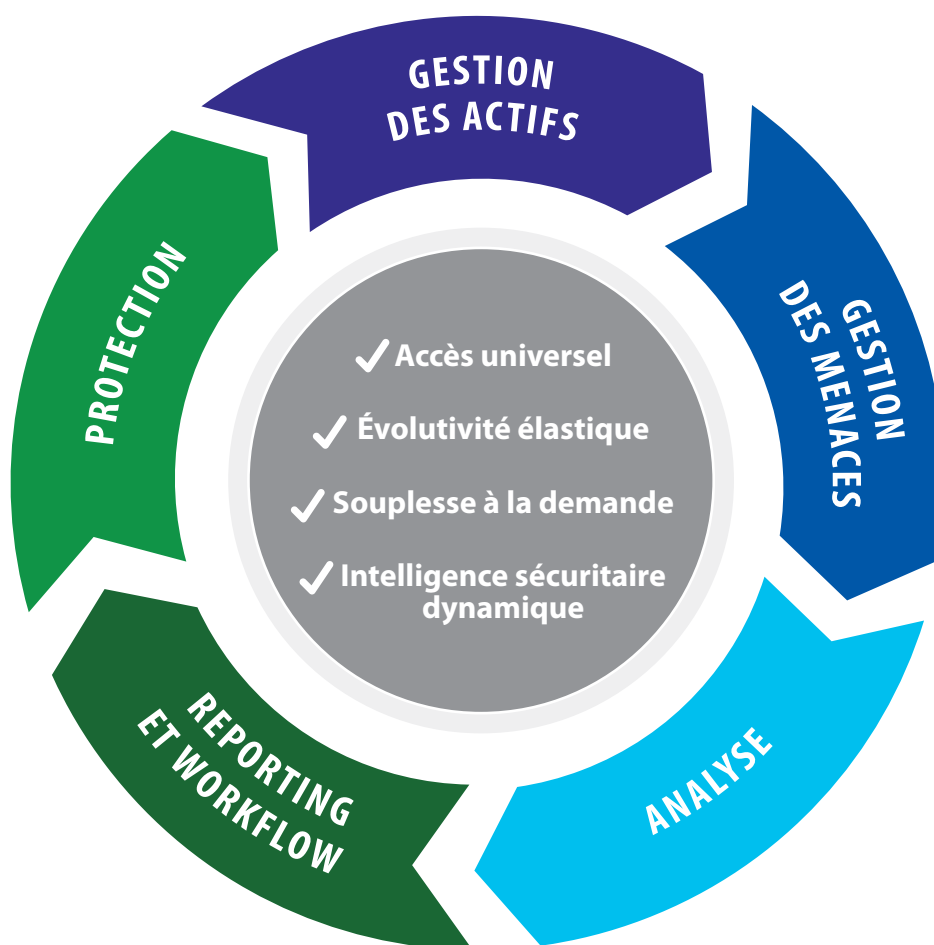 GESTION
DES ACTIFS
GESTION
DES MENACES
ANALYSE
REPORTING
ET WORKFLOW
PROTECTION
Accès universel
Évolutivité élastique
Souplesse à la demande
Intelligence sécuritaire
dynamique